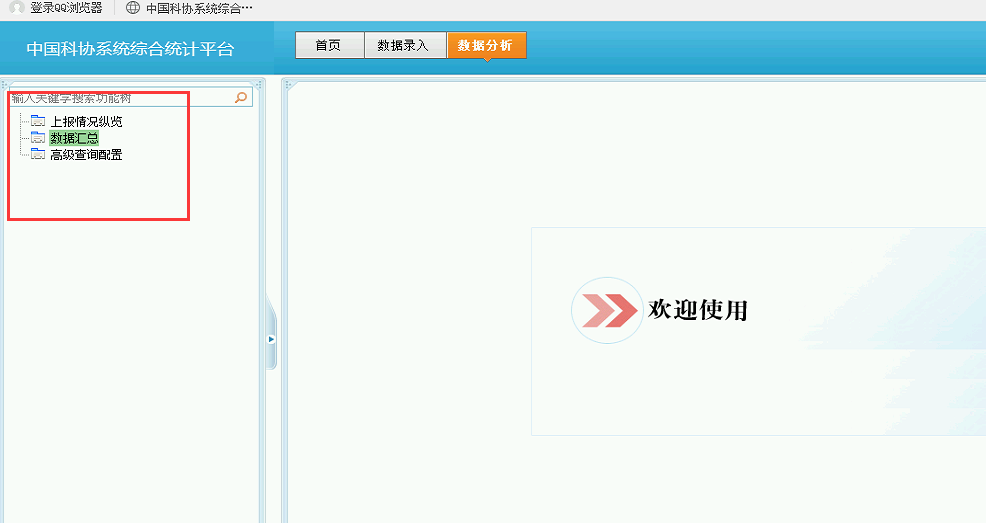 登录QQ浏览器 中国科协系统综合…
中国科协系统综合统计平台
首页 数据录入 数据分析
输入关键字搜索功能树
上报情况纵览
数据汇总
高级查询配置
欢迎使用